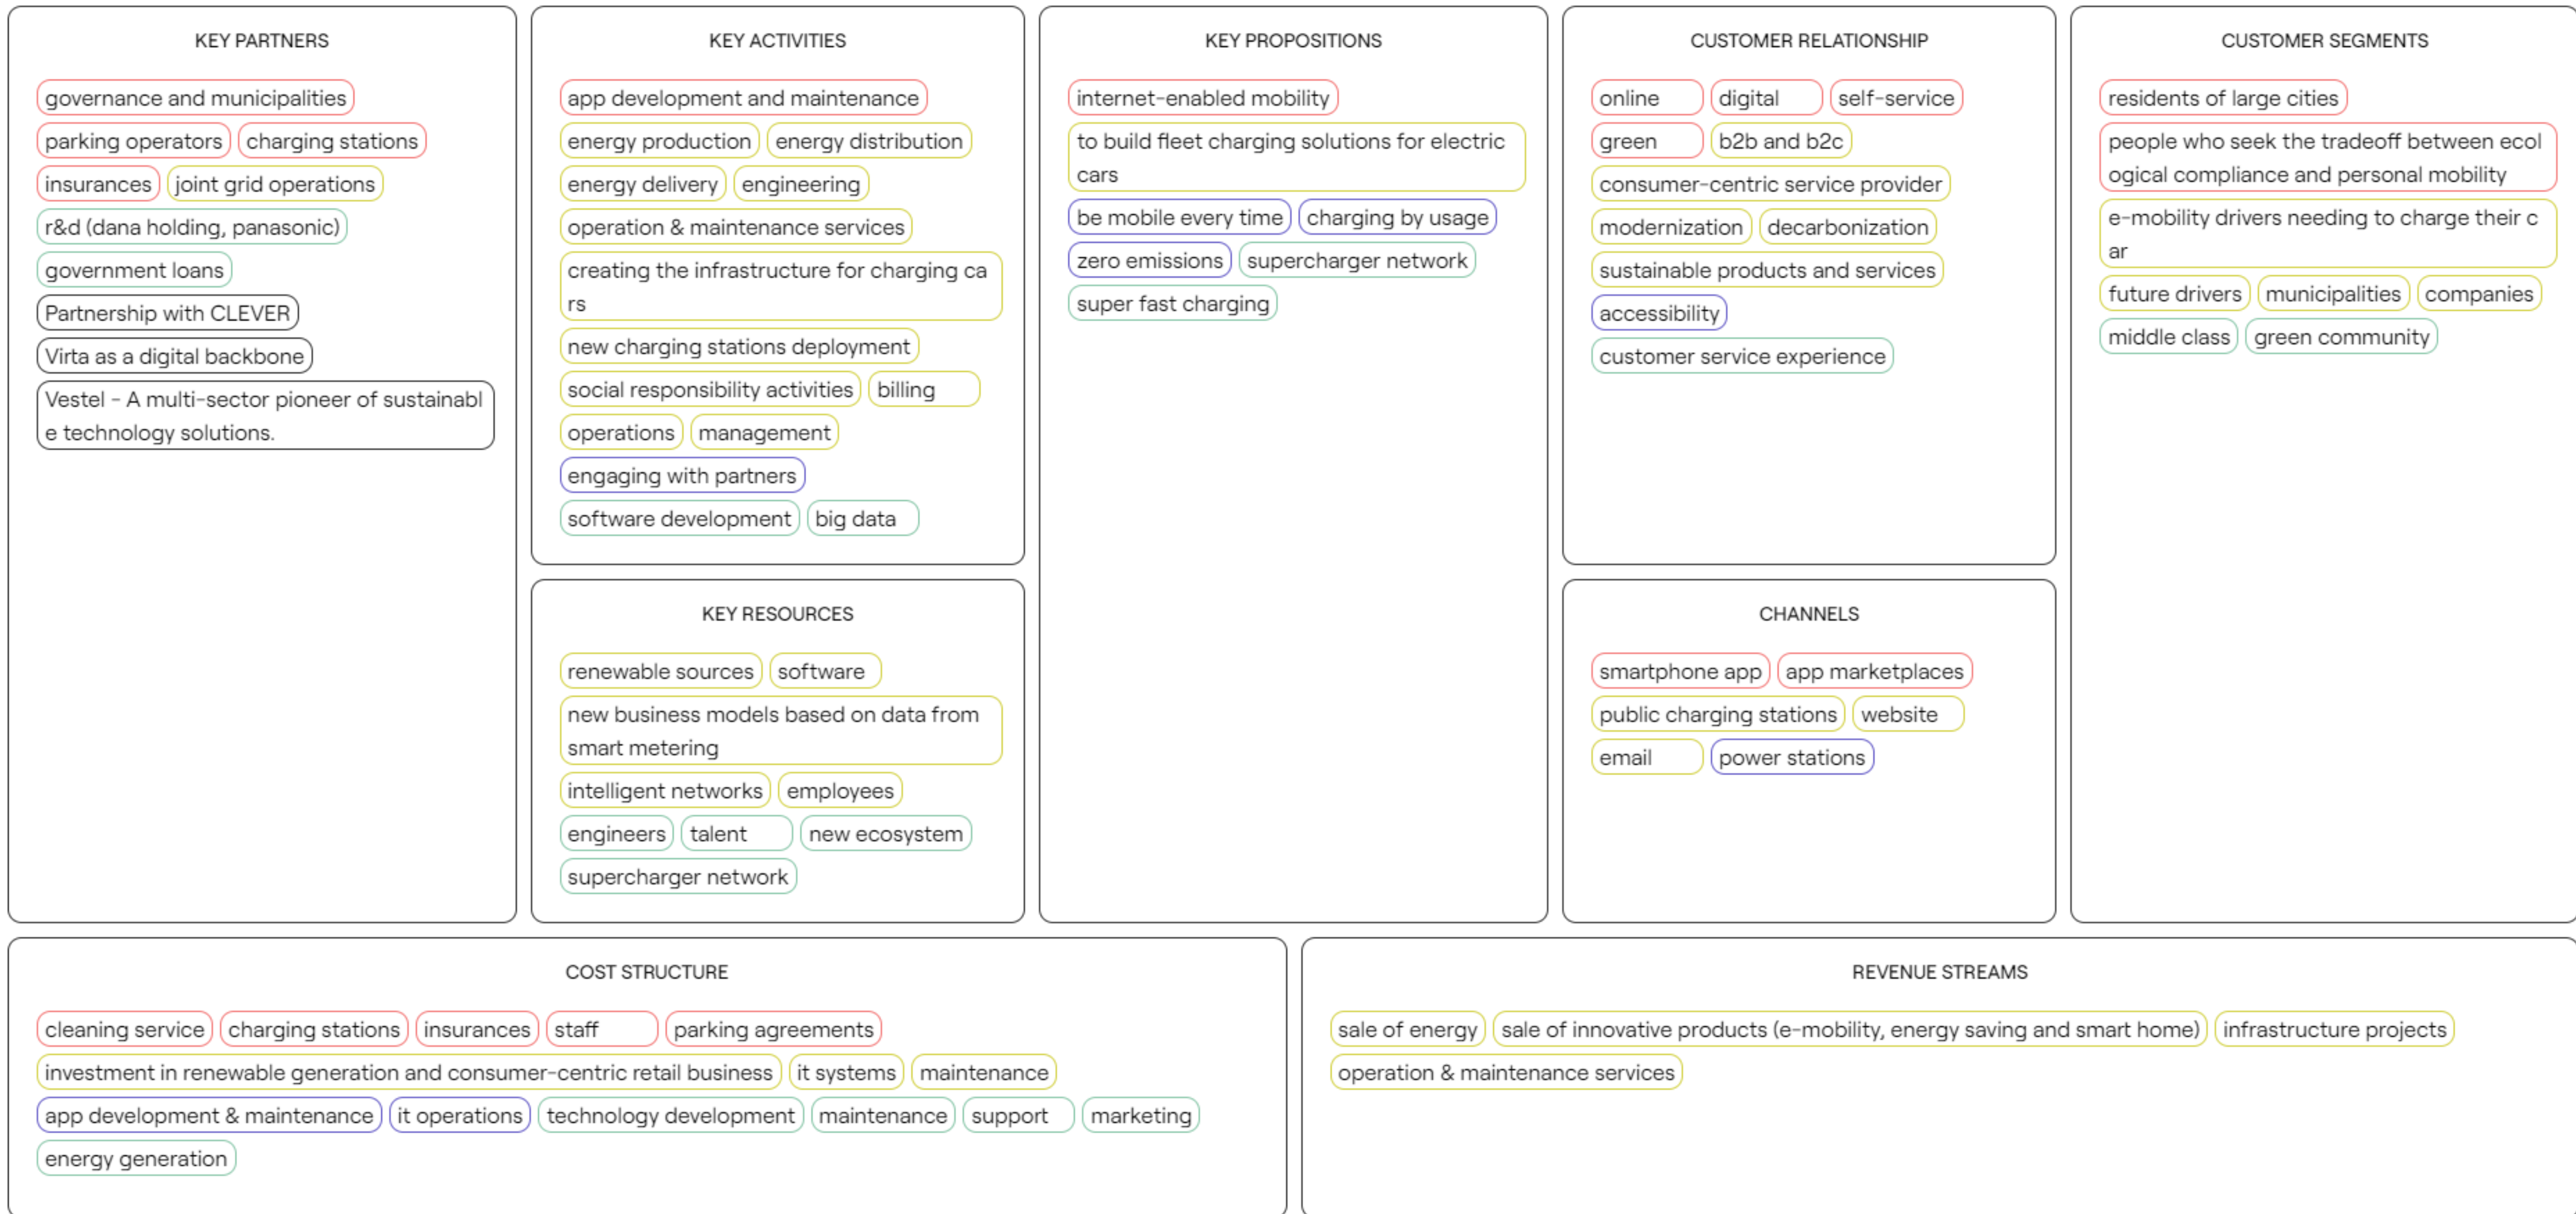 KEY PARTNERS
governance and municipalities
parking operators charging stations
insurances joint grid operations
r&d (dana holding, panasonic)
government loans
Partnership with CLEVER
Virta as a digital backbone
Vestel - A multi-sector pioneer of sustainabl
e technology solutions.
KEY ACTIVITIES
app development and maintenance
energy production energy distribution
energy delivery engineering
operation & maintenance services
creating the infrastructure for charging ca
rs
new charging stations deployment
social responsibility activities billing
operations management
engaging with partners
software development big data
KEY RESOURCES
renewable sources software
new business models based on data from
smart metering
intelligent networks employees
engineers talent new ecosystem
supercharger network
KEY PROPOSITIONS
internet-enabled mobility
to build fleet charging solutions for electric
cars
be mobile every time charging by usage
zero emissions supercharger network
super fast charging
CUSTOMER RELATIONSHIP
online digital self-service
green b2b and b2c
consumer-centric service provider
modernization decarbonization
sustainable products and services
accessibility
customer service experience
CHANNELS
smartphone app app marketplaces
public charging stations website
email power stations
CUSTOMER SEGMENTS
residents of large cities
people who seek the tradeoff between ecol
ogical compliance and personal mobility
e-mobility drivers needing to charge their c
ar
future drivers municipalities companies
middle class green community
COST STRUCTURE
cleaning service charging stations insurances staff parking agreements
investment in renewable generation and consumer-centric retail business it systems maintenance
app development & maintenance it operations technology development maintenance support marketing
energy generation
REVENUE STREAMS
sale of energy sale of innovative products (e-mobility, energy saving and smart home) infrastructure projects
operation & maintenance services